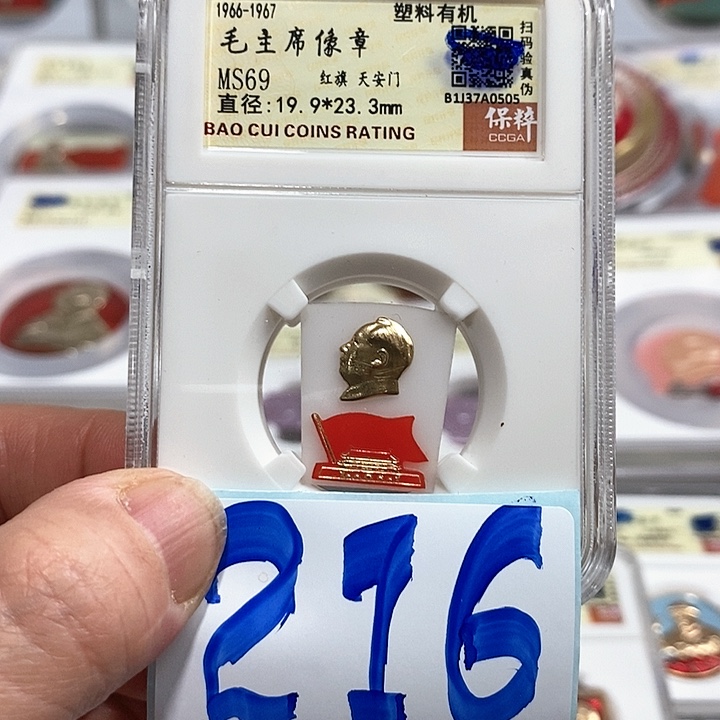 1966-1967 塑料有机
毛主席像章
MS69 红旗 天安门
直径:19.9*23.3mm
BAO CUI COINS RATING
扫码验真伪
B1J37A0505
保粹
CCGA
216